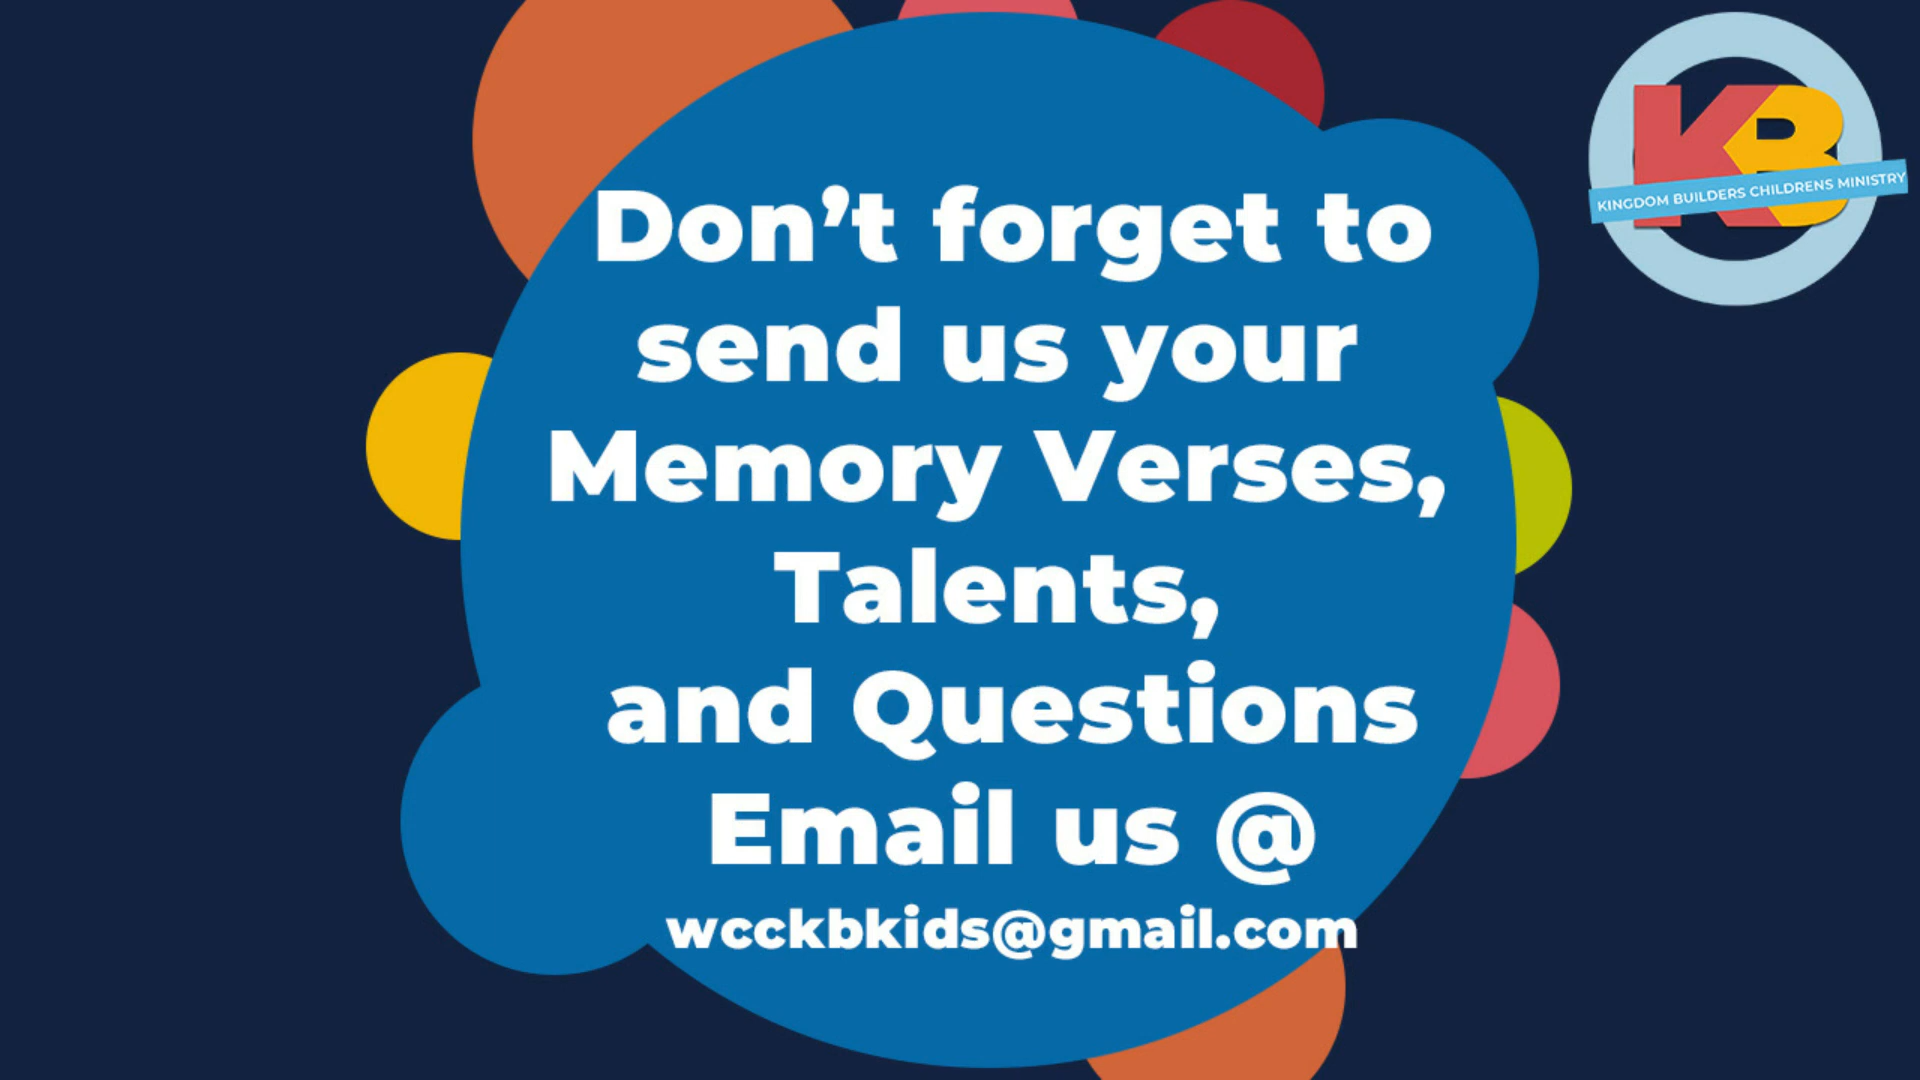 Don't forget to
send us your
Memory Verses,
Talents,
and Questions
Email us @
wcckbkids@gmail.com
KB
KINGDOM BUILDERS CHILDRENS MINISTRY